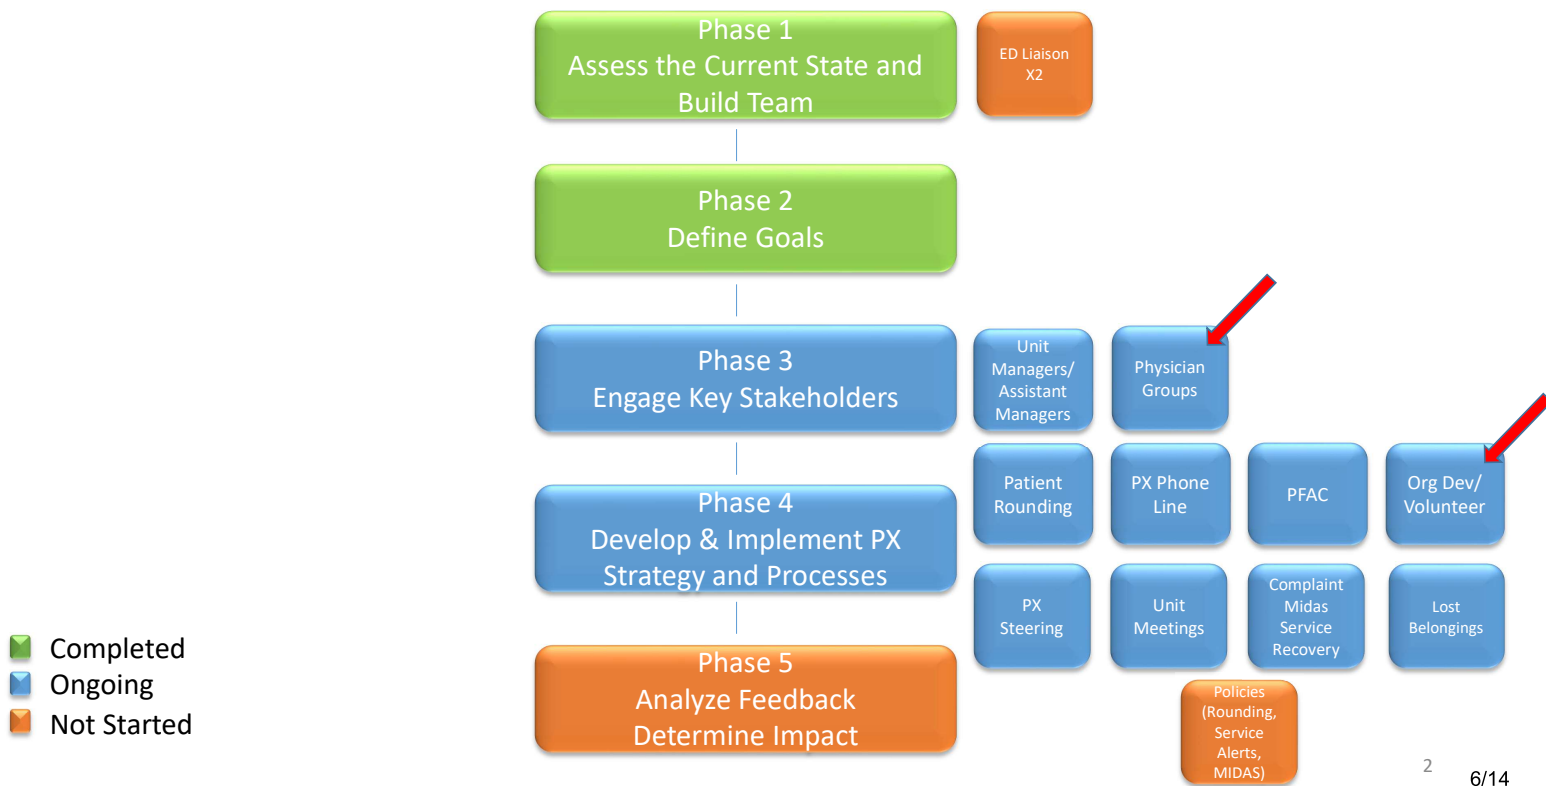 Phase 1
Assess the Current State and
Build Team
ED Liaison
X2
Phase 2
Define Goals
Phase 3
Engage Key Stakeholders
Unit
Managers/
Assistant
Managers
Physician
Groups
Phase 4
Develop & Implement PX
Strategy and Processes
Patient
Rounding
PX Phone
Line
PFAC
Org Dev/
Volunteer
PX
Steering
Unit
Meetings
Complaint
Midas
Service
Recovery
Lost
Belongings
Phase 5
Analyze Feedback
Determine Impact
Policies
(Rounding,
Service
Alerts,
MIDAS)
Completed
Ongoing
Not Started
2
6/14